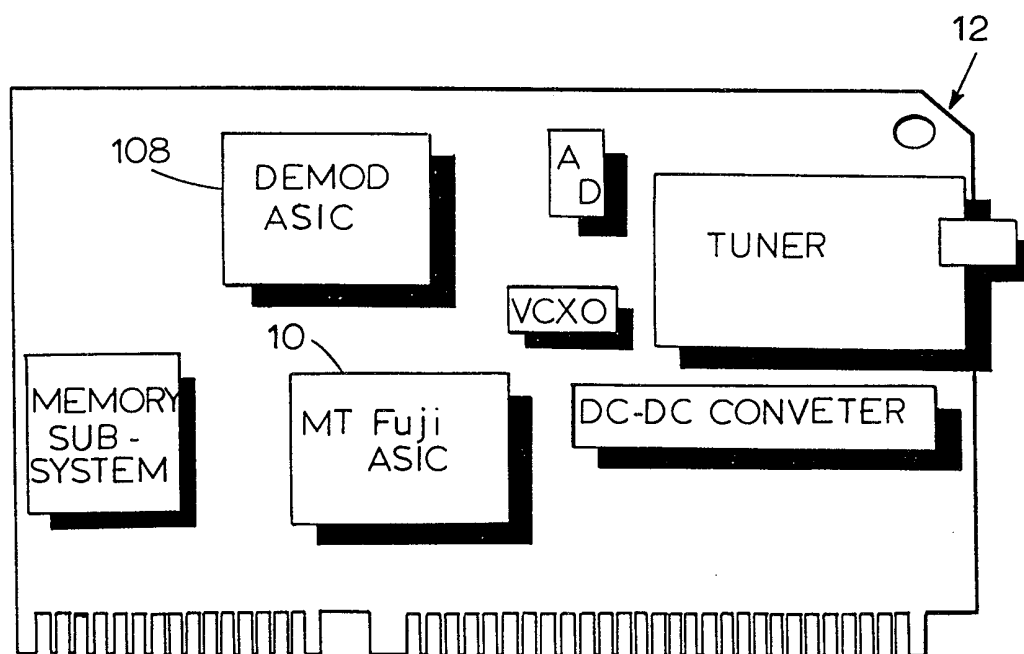 12
108
DEMOD
ASIC
A
D
TUNER
VCXO
10
MEMORY
SUB-
SYSTEM
MT Fuji
ASIC
DC-DC CONVETER